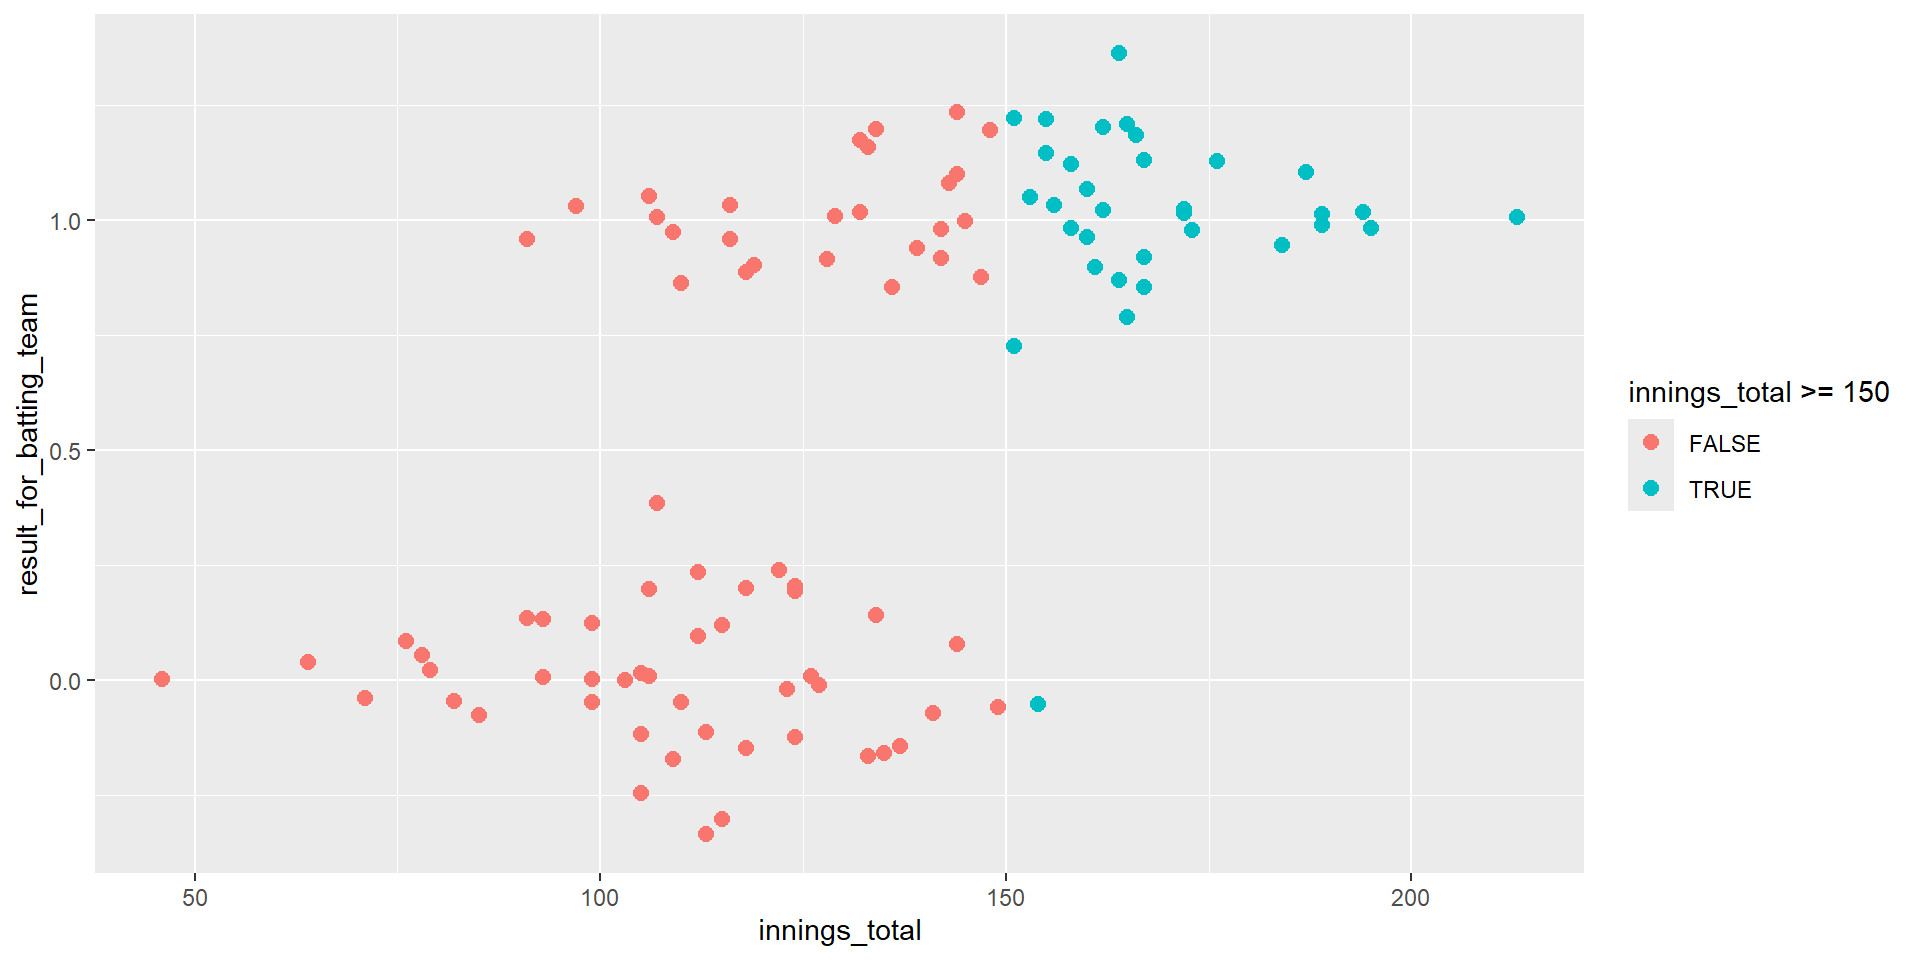 1.0
0.5
0.0
result_for_batting_team
50
100
150
200
innings_total
innings_total >= 150
FALSE
TRUE